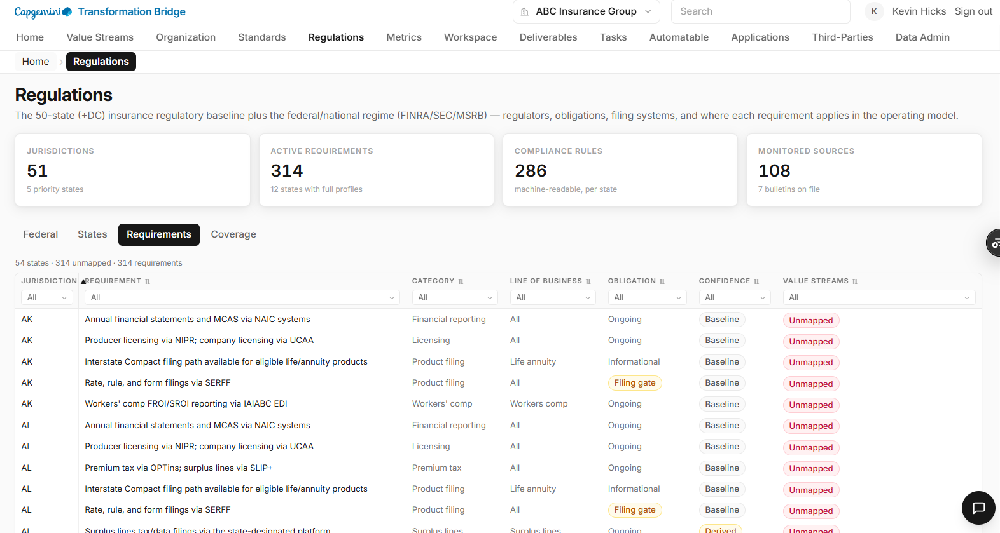 Capgemini Transformation Bridge
ABC Insurance Group
Search
K
Kevin Hicks
Sign out
Home
Value Streams
Organization
Standards
Regulations
Metrics
Workspace
Deliverables
Tasks
Automatable
Applications
Third-Parties
Data Admin
Home › Regulations
Regulations
The 50-state (+DC) insurance regulatory baseline plus the federal/national regime (FINRA/SEC/MSRB) — regulators, obligations, filing systems, and where each requirement applies in the operating model.
JURISDICTIONS
51
5 priority states
ACTIVE REQUIREMENTS
314
12 states with full profiles
COMPLIANCE RULES
286
machine-readable, per state
MONITORED SOURCES
108
7 bulletins on file
Federal
States
Requirements
Coverage
54 states · 314 unmapped · 314 requirements
JURISDICTION ▲ REQUIREMENT ⇅ CATEGORY ⇅ LINE OF BUSINESS ⇅ OBLIGATION ⇅ CONFIDENCE ⇅ VALUE STREAMS ⇅
All All All All All All All
AK Annual financial statements and MCAS via NAIC systems Financial reporting All Ongoing Baseline Unmapped
AK Producer licensing via NIPR; company licensing via UCAA Licensing All Ongoing Baseline Unmapped
AK Interstate Compact filing path available for eligible life/annuity products Product filing Life annuity Informational Baseline Unmapped
AK Rate, rule, and form filings via SERFF Product filing All Filing gate Baseline Unmapped
AK Workers' comp FROI/SROI reporting via IAIABC EDI Workers' comp Workers comp Ongoing Baseline Unmapped
AL Annual financial statements and MCAS via NAIC systems Financial reporting All Ongoing Baseline Unmapped
AL Producer licensing via NIPR; company licensing via UCAA Licensing All Ongoing Baseline Unmapped
AL Premium tax via OPTins; surplus lines via SLIP+ Premium tax All Ongoing Baseline Unmapped
AL Interstate Compact filing path available for eligible life/annuity products Product filing Life annuity Informational Baseline Unmapped
AL Rate, rule, and form filings via SERFF Product filing All Filing gate Baseline Unmapped
AL Surplus lines tax/data filings via the state-designated platform Surplus lines Surplus lines Ongoing Derived Unmapped